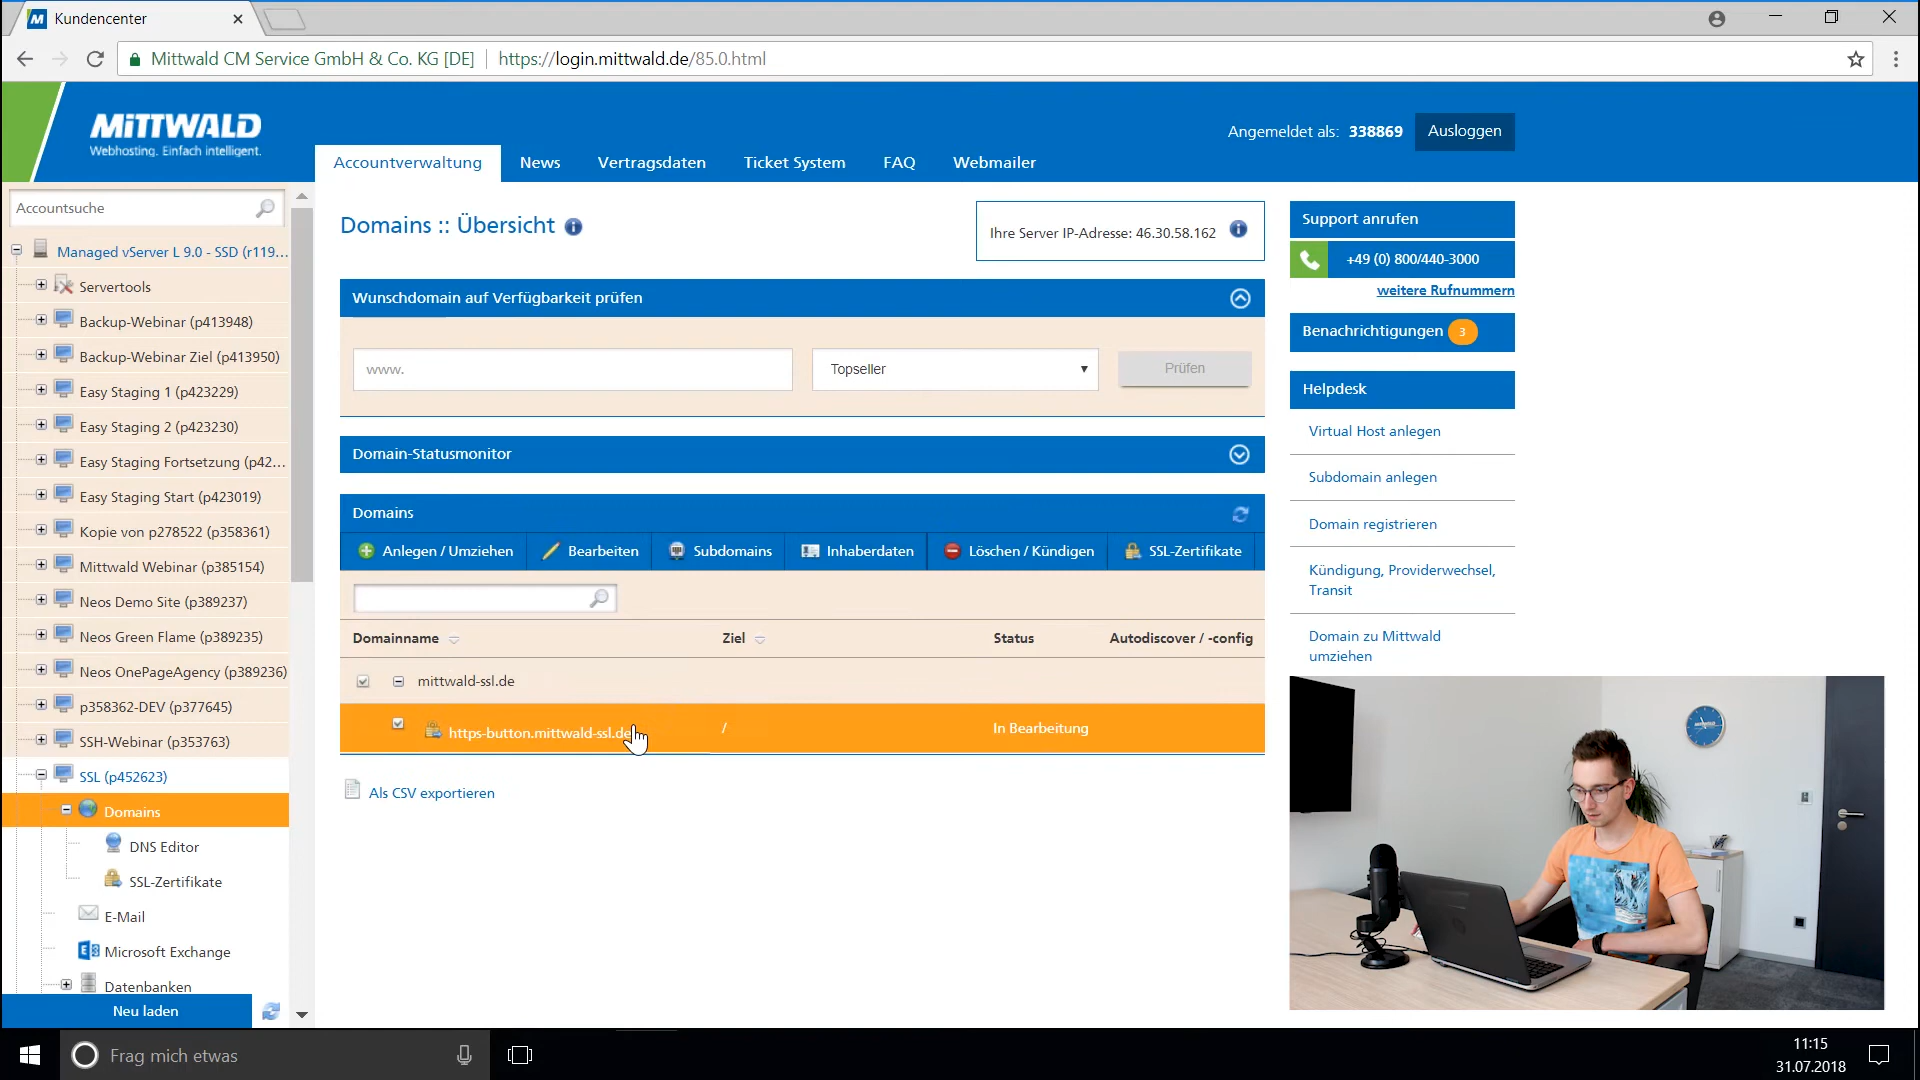 Kundencenter
Mittwald CM Service GmbH & Co. KG [DE] https://login.mittwald.de/85.0.html
MiTTWALD
Webhosting. Einfach intelligent.
Angemeldet als: 338869 Ausloggen
Accountverwaltung News Vertragsdaten Ticket System FAQ Webmailer
Accountsuche
Managed vServer L 9.0 - SSD (r119...
Servertools
Backup-Webinar (p413948)
Backup-Webinar Ziel (p413950)
Easy Staging 1 (p423229)
Easy Staging 2 (p423230)
Easy Staging Fortsetzung (p42...
Easy Staging Start (p423019)
Kopie von p278522 (p358361)
Mittwald Webinar (p385154)
Neos Demo Site (p389237)
Neos Green Flame (p389235)
Neos OnePageAgency (p389236)
p358362-DEV (p377645)
SSH-Webinar (p353763)
SSL (p452623)
Domains
DNS Editor
SSL-Zertifikate
E-Mail
Microsoft Exchange
Datenbanken
Neu laden
Domains :: Übersicht
Ihre Server IP-Adresse: 46.30.58.162
Wunschdomain auf Verfügbarkeit prüfen
www. Topseller Prüfen
Domain-Statusmonitor
Domains
Anlegen / Umziehen Bearbeiten Subdomains Inhaberdaten Löschen / Kündigen SSL-Zertifikate
Domainname Ziel Status Autodiscover / -config
mittwald-ssl.de
https-button.mittwald-ssl.de / In Bearbeitung
Als CSV exportieren
Support anrufen
+49 (0) 800/440-3000
weitere Rufnummern
Benachrichtigungen 3
Helpdesk
Virtual Host anlegen
Subdomain anlegen
Domain registrieren
Kündigung, Providerwechsel,
Transit
Domain zu Mittwald
umziehen
Frag mich etwas
11:15
31.07.2018